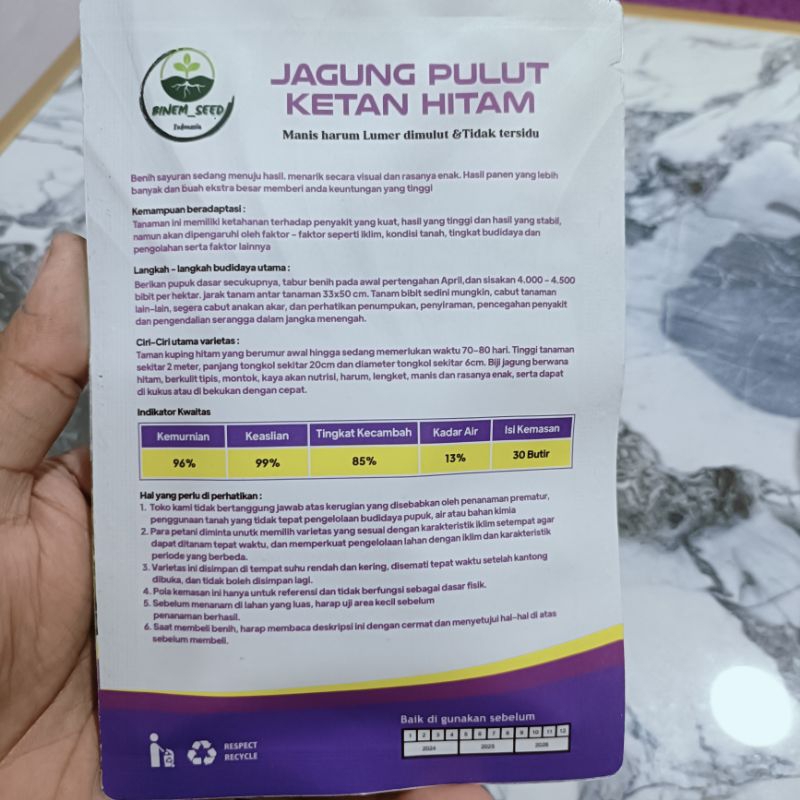 BINEM_SEED
Indonesia
JAGUNG PULUT
KETAN HITAM
Manis harum Lumer dimulut &Tidak tersidu
Benih sayuran sedang menuju hasil. menarik secara visual dan rasanya enak. Hasil panen yang lebih
banyak dan buah ekstra besar memberi anda keuntungan yang tinggi
Kemampuan beradaptasi :
Tanaman ini memiliki ketahanan terhadap penyakit yang kuat, hasil yang tinggi dan hasil yang stabil,
namun akan dipengaruhi oleh faktor - faktor seperti iklim, kondisi tanah, tingkat budidaya dan
pengolahan serta faktor lainnya
Langkah - langkah budidaya utama :
Berikan pupuk dasar secukupnya, tabur benih pada awal pertengahan April,dan sisakan 4.000 - 4.500
bibit per hektar. jarak tanam antar tanaman 33x50 cm. Tanam bibit sedini mungkin, cabut tanaman
lain-lain, segera cabut anakan akar, dan perhatikan penumpukan, penyiraman, pencegahan penyakit
dan pengendalian serangga dalam jangka menengah.
Ciri-Ciri utama varietas :
Taman kuping hitam yang berumur awal hingga sedang memerlukan waktu 70-80 hari. Tinggi tanaman
sekitar 2 meter, panjang tongkol sekitar 20cm dan diameter tongkol sekitar 6cm. Biji jagung berwana
hitam, berkulit tipis, montok, kaya akan nutrisi, harum, lengket, manis dan rasanya enak, serta dapat
di kukus atau di bekukan dengan cepat.
Indikator Kwaitas
Kemurnian Keaslian Tingkat Kecambah Kadar Air Isi Kemasan
96% 99% 85% 13% 30 Butir
Hal yang perlu di perhatikan :
1. Toko kami tidak bertanggung jawab atas kerugian yang disebabkan oleh penanaman prematur,
penggunaan tanah yang tidak tepat pengelolaan budidaya pupuk, air atau bahan kimia
2. Para petani diminta unutk memilih varietas yang sesuai dengan karakteristik iklim setempat agar
dapat ditanam tepat waktu, dan memperkuat pengelolaan lahan dengan iklim dan karakteristik
periode yang berbeda.
3. Varietas ini disimpan di tempat suhu rendah dan kering, disemati tepat waktu setelah kantong
dibuka, dan tidak boleh disimpan lagi.
4. Pola kemasan ini hanya untuk referensi dan tidak berfungsi sebagai dasar fisik.
5. Sebelum menanam di lahan yang luas, harap uji area kecil sebelum
penanaman berhasil.
6. Saat membeli benih, harap membaca deskripsi ini dengan cermat dan menyetujui hal-hal di atas
sebelum membeli.
RESPECT
RECYCLE
Baik di gunakan sebelum
1 2 3 4 5 6 7 8 9 10 11 12
2024 2025 2026